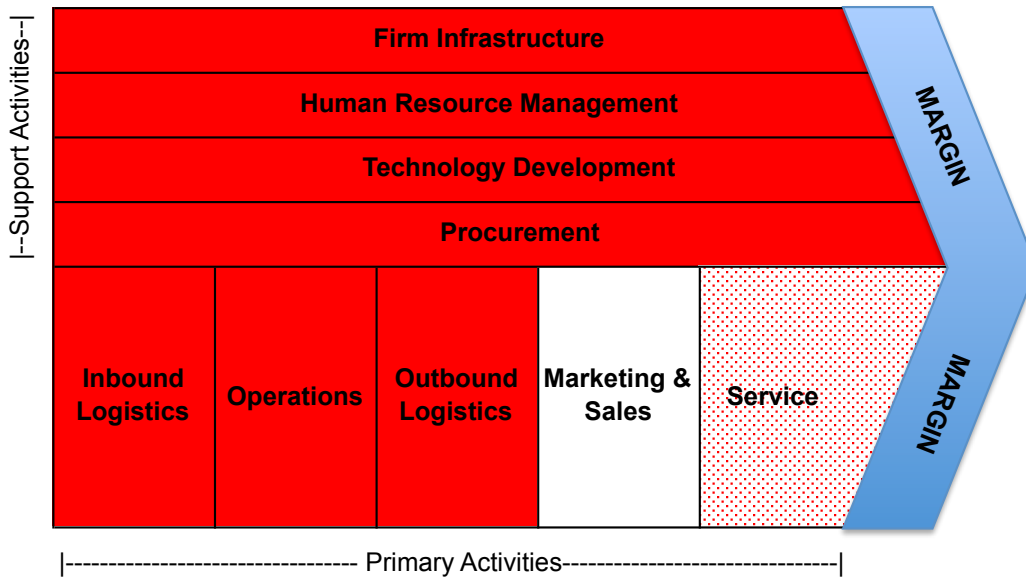 |--Support Activities--|
Firm Infrastructure
Human Resource Management
Technology Development
Procurement
MARGIN
Inbound
Logistics
Operations
Outbound
Logistics
Marketing &
Sales
Service
MARGIN
|-------------------------------- Primary Activities------------------------------|